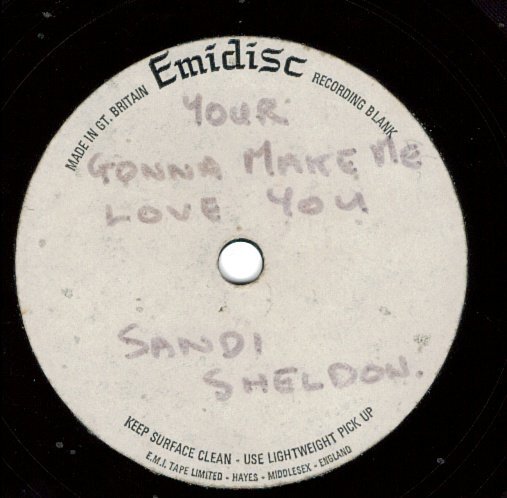 Emidisc
MADE IN GT. BRITAIN
RECORDING BLANK
YOUR
GONNA MAKE ME
LOVE YOU
SANDI
SHELDON.
KEEP SURFACE CLEAN - USE LIGHTWEIGHT PICK UP
E.M.I. TAPE LIMITED - HAYES - MIDDLESEX - ENGLAND